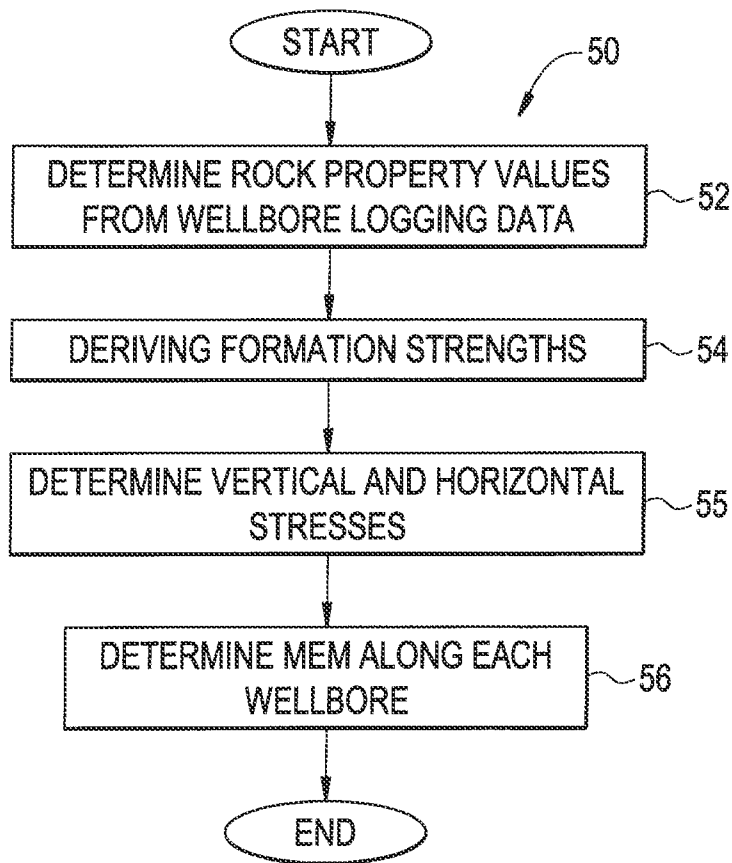 START
50
DETERMINE ROCK PROPERTY VALUES
FROM WELLBORE LOGGING DATA
52
DERIVING FORMATION STRENGTHS
54
DETERMINE VERTICAL AND HORIZONTAL
STRESSES
55
DETERMINE MEM ALONG EACH
WELLBORE
56
END